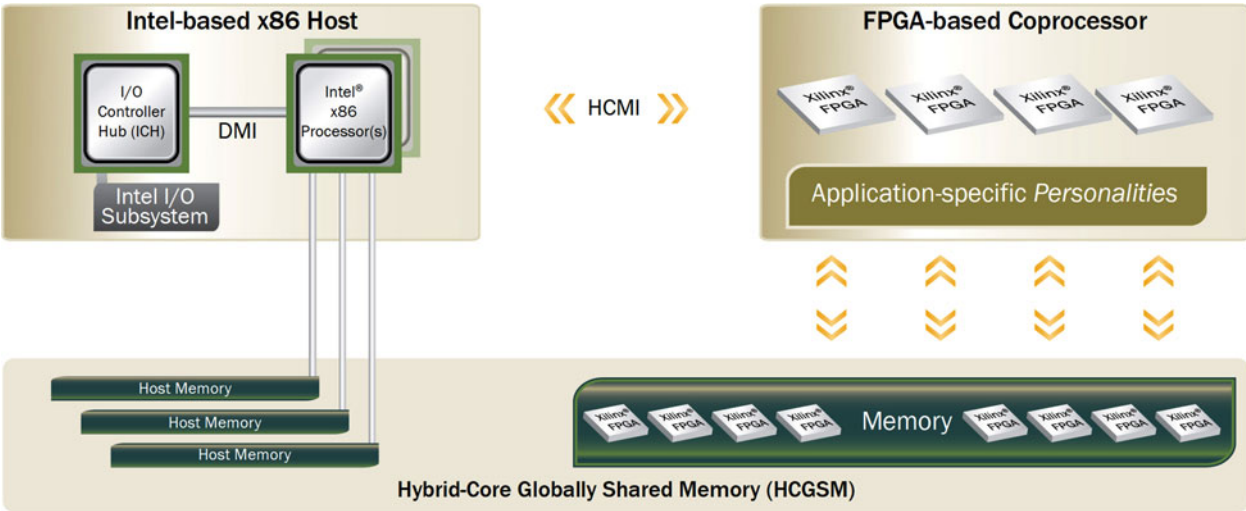 Intel-based x86 Host
I/O
Controller
Hub (ICH)
DMI
Intel®
x86
Processor(s)
Intel I/O
Subsystem
HCMI
FPGA-based Coprocessor
Xilinx®
FPGA
Xilinx®
FPGA
Xilinx®
FPGA
Xilinx®
FPGA
Application-specific Personalities
Host Memory
Host Memory
Host Memory
Xilinx®
FPGA
Xilinx®
FPGA
Xilinx®
FPGA
Xilinx®
FPGA
Memory
Xilinx®
FPGA
Xilinx®
FPGA
Xilinx®
FPGA
Xilinx®
FPGA
Hybrid-Core Globally Shared Memory (HCGSM)